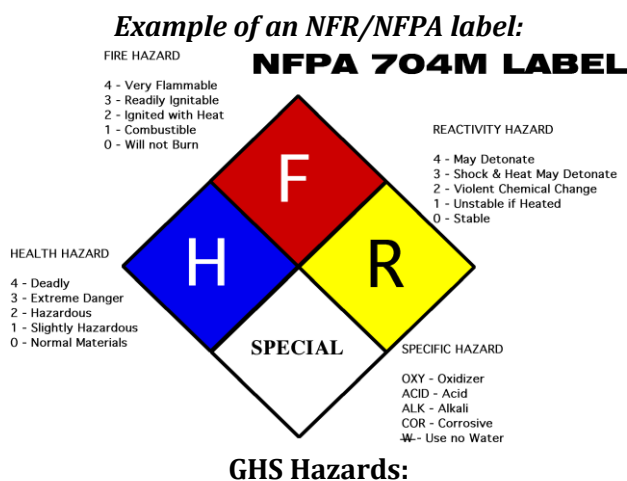 Example of an NFR/NFPA label:
FIRE HAZARD
NFPA 704M LABEL
4 - Very Flammable
3 - Readily Ignitable
2 - Ignited with Heat
1 - Combustible
0 - Will not Burn
REACTIVITY HAZARD
4 - May Detonate
3 - Shock & Heat May Detonate
2 - Violent Chemical Change
1 - Unstable if Heated
0 - Stable
F
H
R
HEALTH HAZARD
4 - Deadly
3 - Extreme Danger
2 - Hazardous
1 - Slightly Hazardous
0 - Normal Materials
SPECIAL
SPECIFIC HAZARD
OXY - Oxidizer
ACID - Acid
ALK - Alkali
COR - Corrosive
W - Use no Water
GHS Hazards: